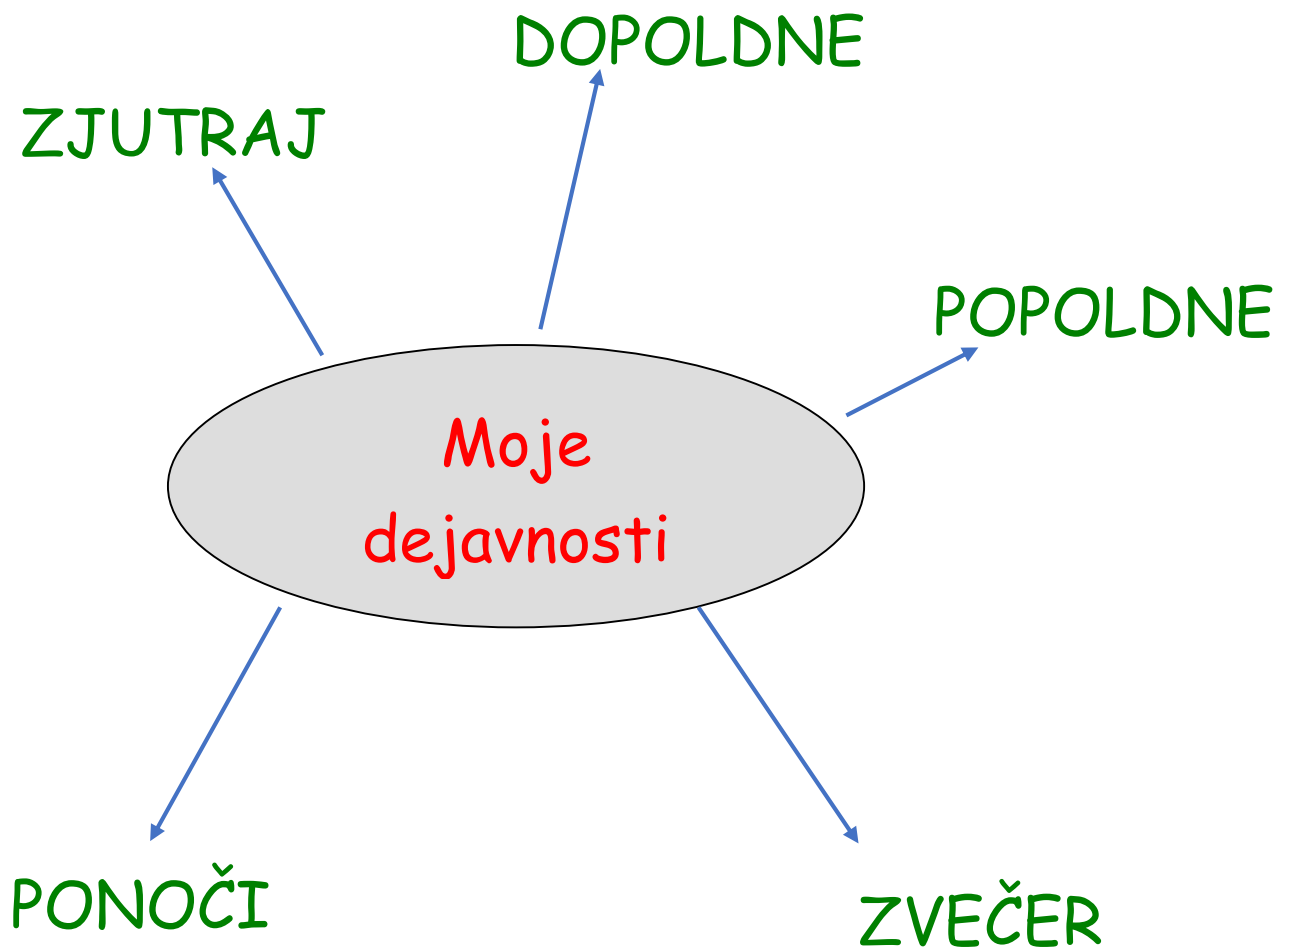 DOPOLDNE
ZJUTRAJ
POPOLDNE
Moje
dejavnosti
PONOČI
ZVEČER